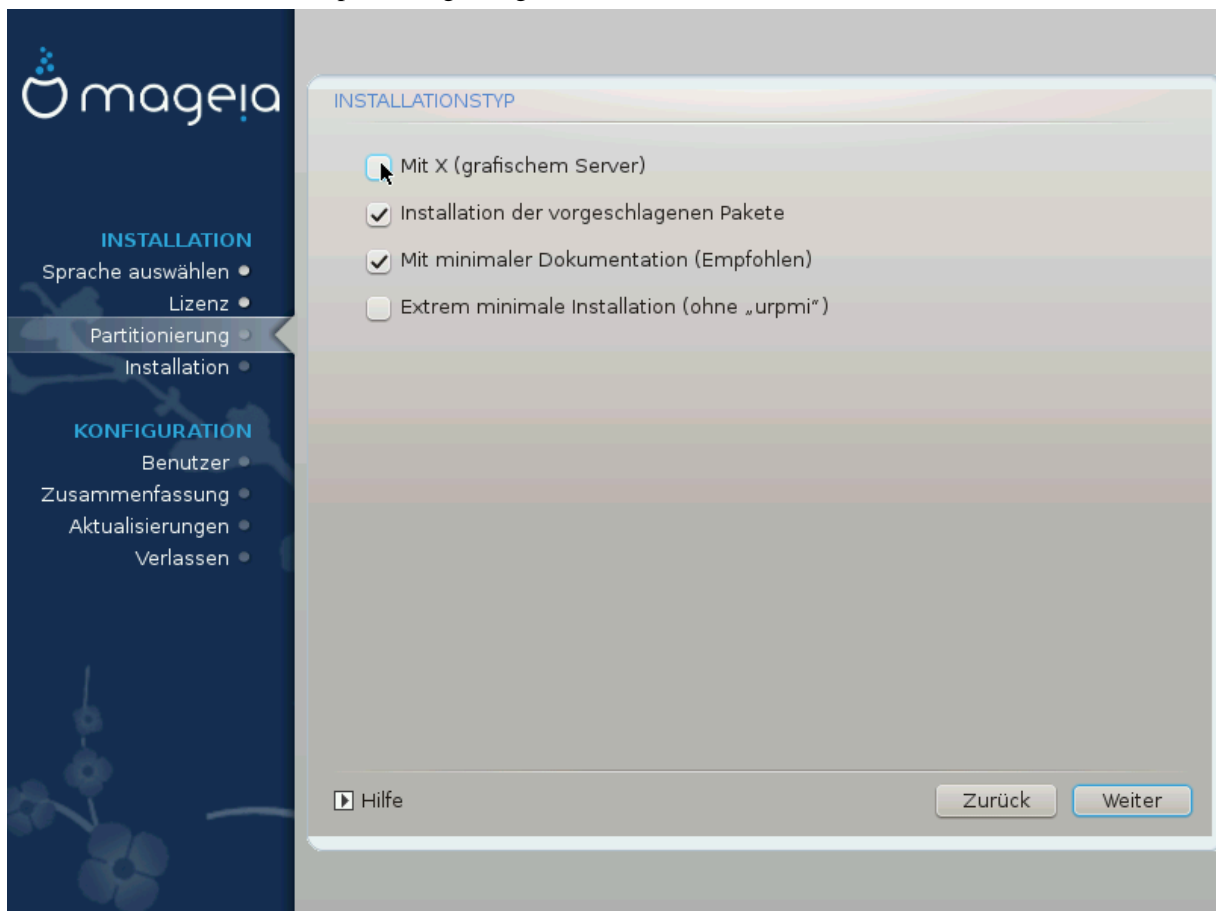 mageia
INSTALLATION
Sprache auswählen
Lizenz
Partitionierung
Installation
KONFIGURATION
Benutzer
Zusammenfassung
Aktualisierungen
Verlassen
INSTALLATIONSTYP
Mit X (grafischem Server)
Installation der vorgeschlagenen Pakete
Mit minimaler Dokumentation (Empfohlen)
Extrem minimale Installation (ohne „urpmi“)
Hilfe
Zurück
Weiter